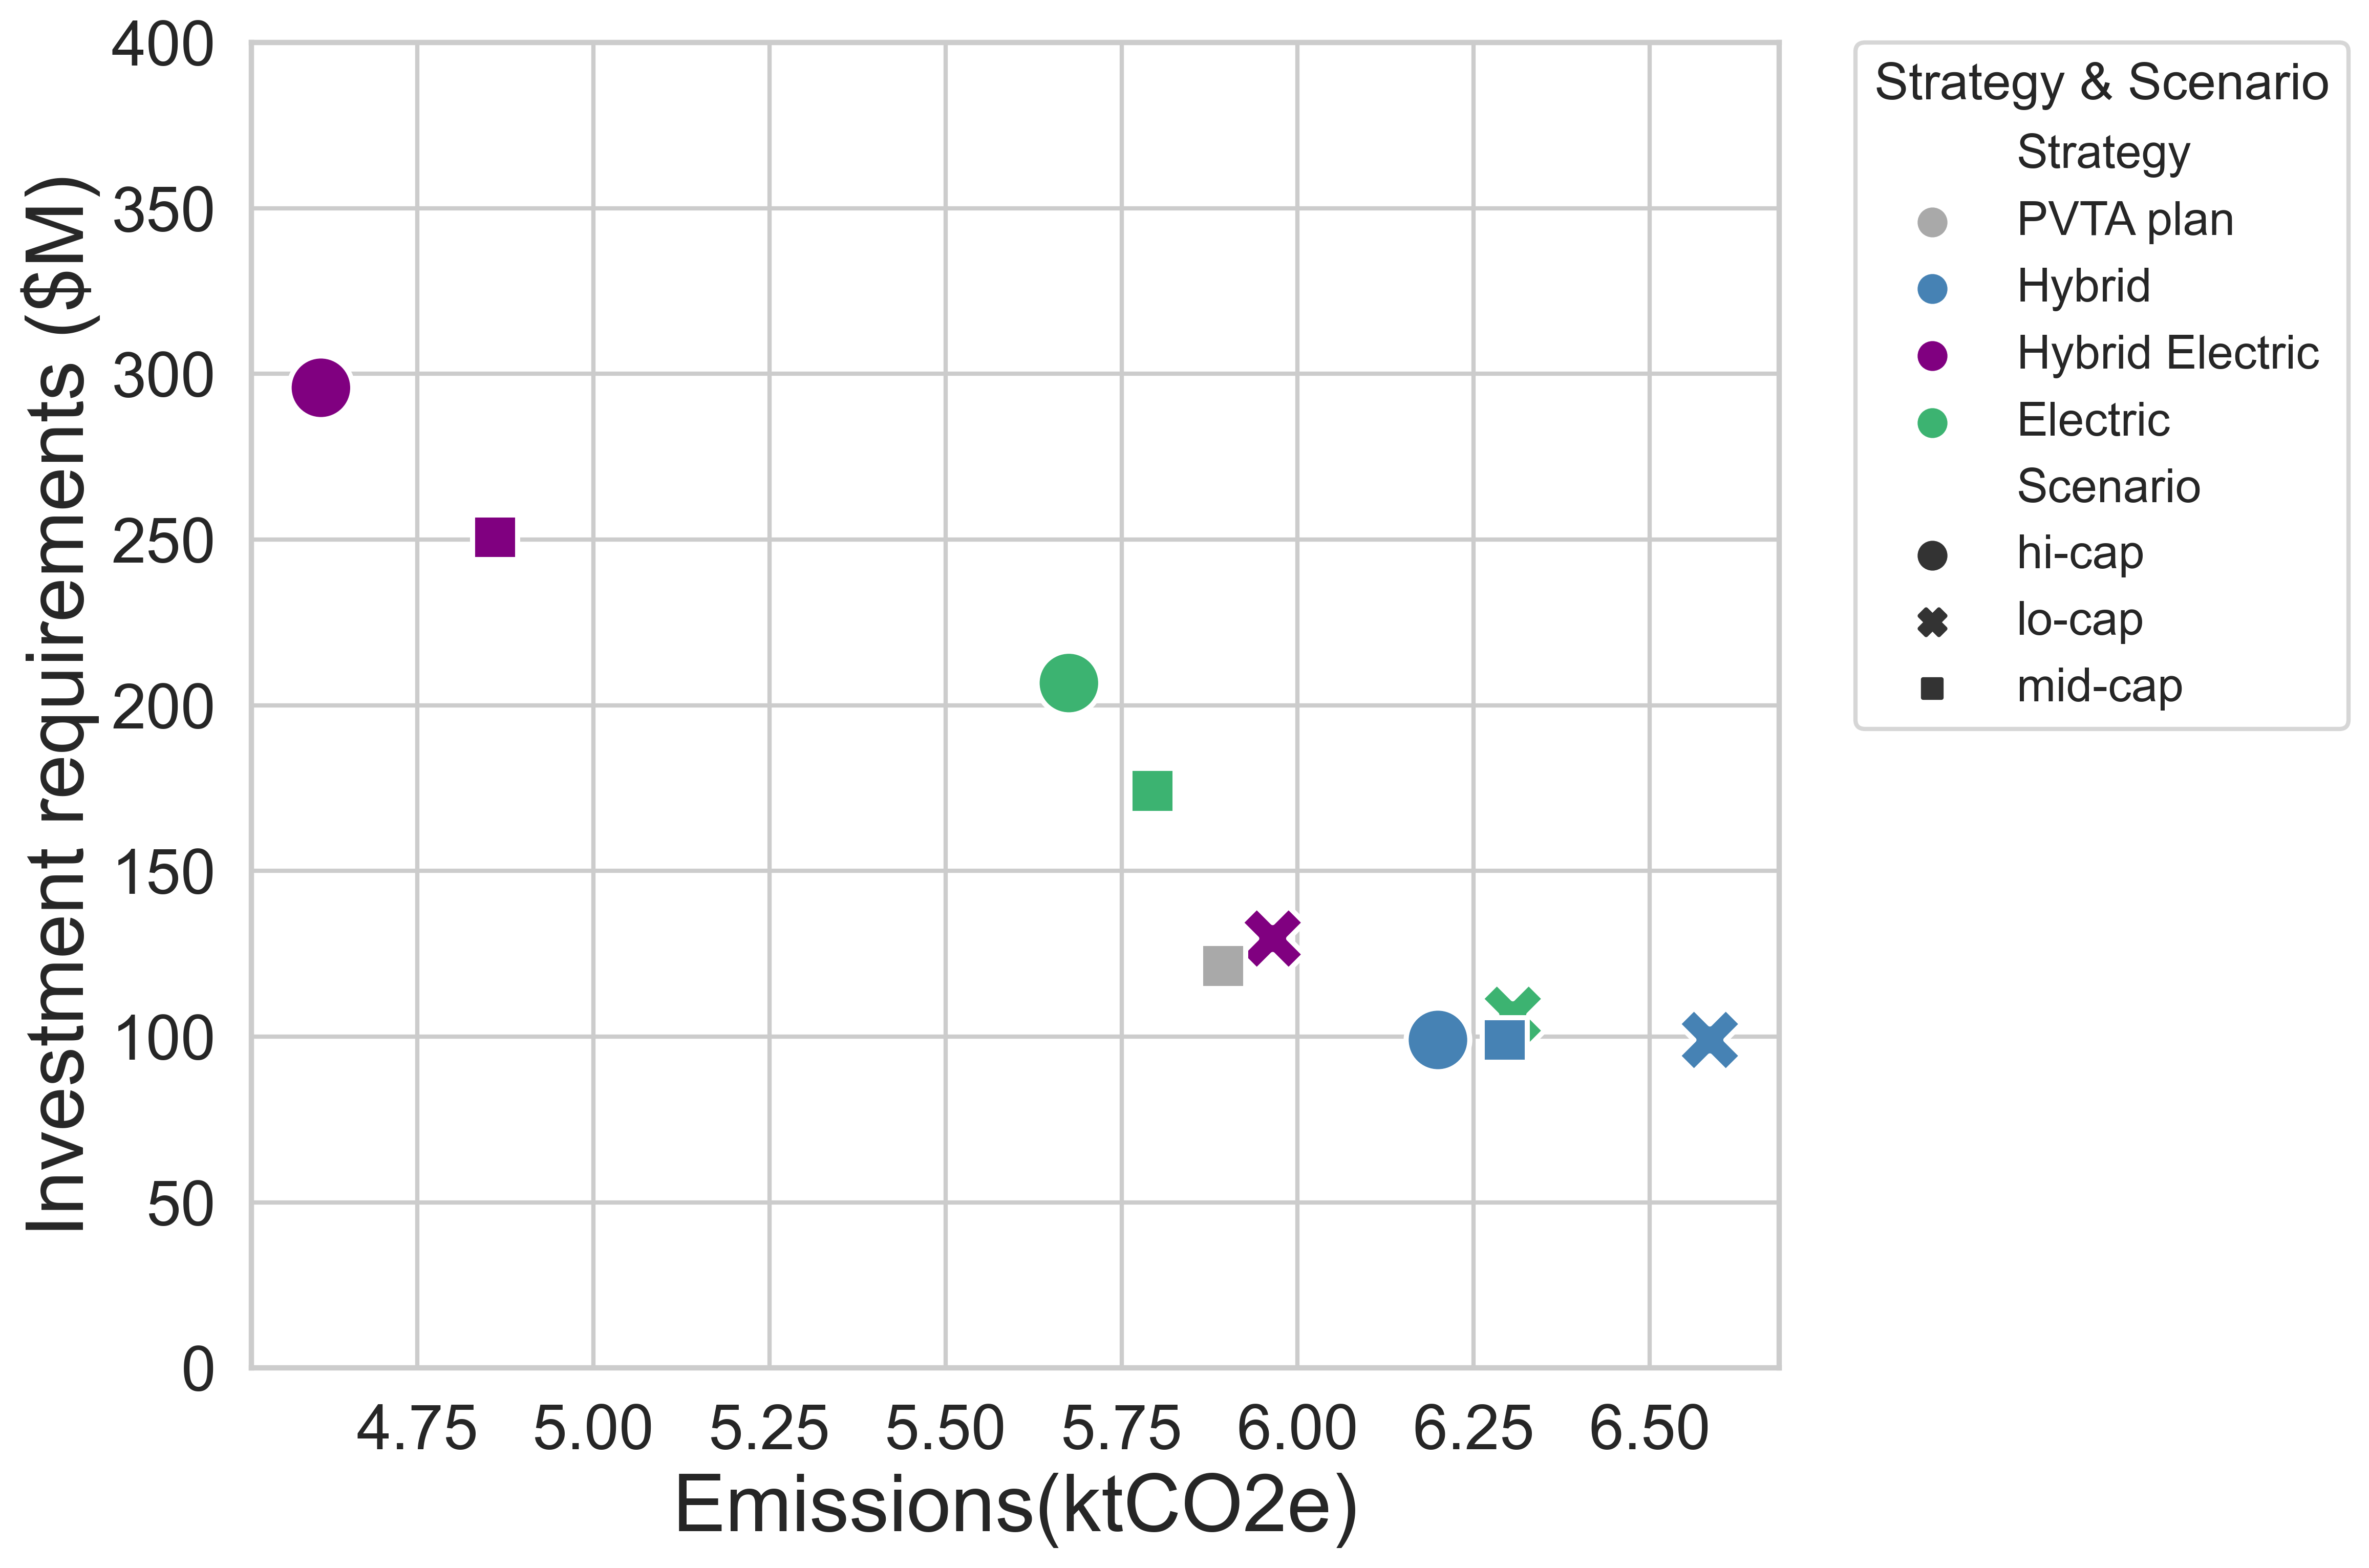 400
350
300
250
200
150
100
50
0
Investment requirements ($M)
4.75 5.00 5.25 5.50 5.75 6.00 6.25 6.50
Emissions(ktCO2e)
Strategy & Scenario
Strategy
PVTA plan
Hybrid
Hybrid Electric
Electric
Scenario
hi-cap
lo-cap
mid-cap